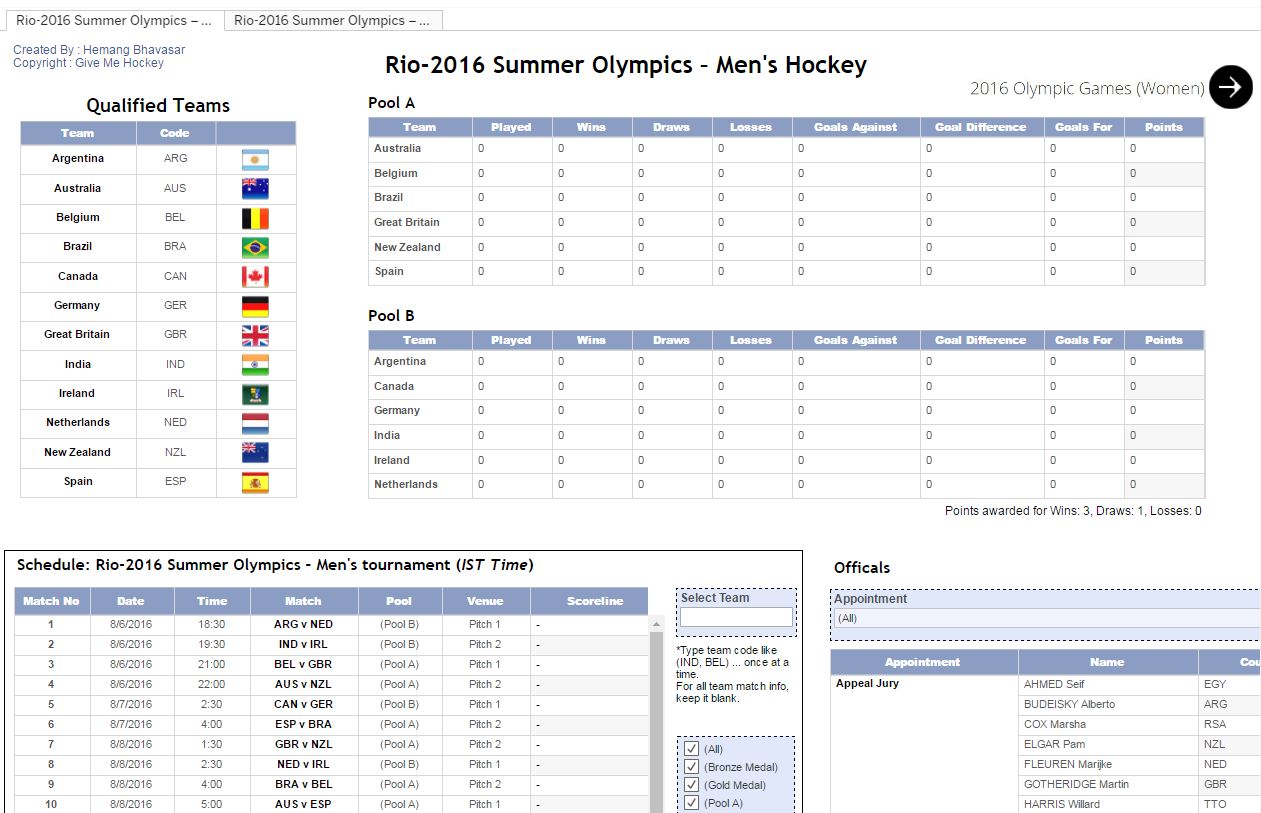 Rio-2016 Summer Olympics – ...
Rio-2016 Summer Olympics – ...
Created By : Hemang Bhavasar
Copyright : Give Me Hockey
Rio-2016 Summer Olympics - Men's Hockey
2016 Olympic Games (Women)
Qualified Teams
Team Code
Argentina ARG
Australia AUS
Belgium BEL
Brazil BRA
Canada CAN
Germany GER
Great Britain GBR
India IND
Ireland IRL
Netherlands NED
New Zealand NZL
Spain ESP
Pool A
Team Played Wins Draws Losses Goals Against Goal Difference Goals For Points
Australia 0 0 0 0 0 0 0 0
Belgium 0 0 0 0 0 0 0 0
Brazil 0 0 0 0 0 0 0 0
Great Britain 0 0 0 0 0 0 0 0
New Zealand 0 0 0 0 0 0 0 0
Spain 0 0 0 0 0 0 0 0
Pool B
Team Played Wins Draws Losses Goals Against Goal Difference Goals For Points
Argentina 0 0 0 0 0 0 0 0
Canada 0 0 0 0 0 0 0 0
Germany 0 0 0 0 0 0 0 0
India 0 0 0 0 0 0 0 0
Ireland 0 0 0 0 0 0 0 0
Netherlands 0 0 0 0 0 0 0 0
Points awarded for Wins: 3, Draws: 1, Losses: 0
Schedule: Rio-2016 Summer Olympics - Men's tournament (IST Time)
Match No Date Time Match Pool Venue Scoreline
1 8/6/2016 18:30 ARG v NED (Pool B) Pitch 1 -
2 8/6/2016 19:30 IND v IRL (Pool B) Pitch 2 -
3 8/6/2016 21:00 BEL v GBR (Pool A) Pitch 1 -
4 8/6/2016 22:00 AUS v NZL (Pool A) Pitch 2 -
5 8/7/2016 2:30 CAN v GER (Pool B) Pitch 1 -
6 8/7/2016 4:00 ESP v BRA (Pool A) Pitch 2 -
7 8/8/2016 1:30 GBR v NZL (Pool A) Pitch 2 -
8 8/8/2016 2:30 NED v IRL (Pool B) Pitch 1 -
9 8/8/2016 4:00 BRA v BEL (Pool A) Pitch 2 -
10 8/8/2016 5:00 AUS v ESP (Pool A) Pitch 1 -
Select Team
*Type team code like
(IND, BEL) ... once at a
time.
For all team match info,
keep it blank.
(All)
(Bronze Medal)
(Gold Medal)
(Pool A)
Officals
Appointment
(All)
Appointment Name Cou
Appeal Jury AHMED Seif EGY
BUDEISKY Alberto ARG
COX Marsha RSA
ELGAR Pam NZL
FLEUREN Marijke NED
GOTHERIDGE Martin GBR
HARRIS Willard TTO